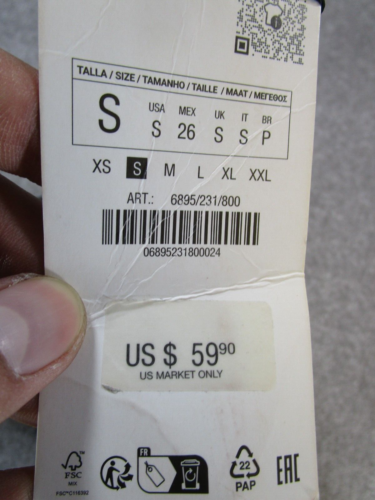 TALLA / SIZE / TAMANHO / TAILLE / MAAT / ΜΕΓΕΘΟΣ
S
USA MEX UK IT BR
S 26 S S P
XS S M L XL XXL
ART.: 6895/231/800
06895231800024
US $ 59⁹⁰
US MARKET ONLY
FSC
FR
22
PAP
EAC